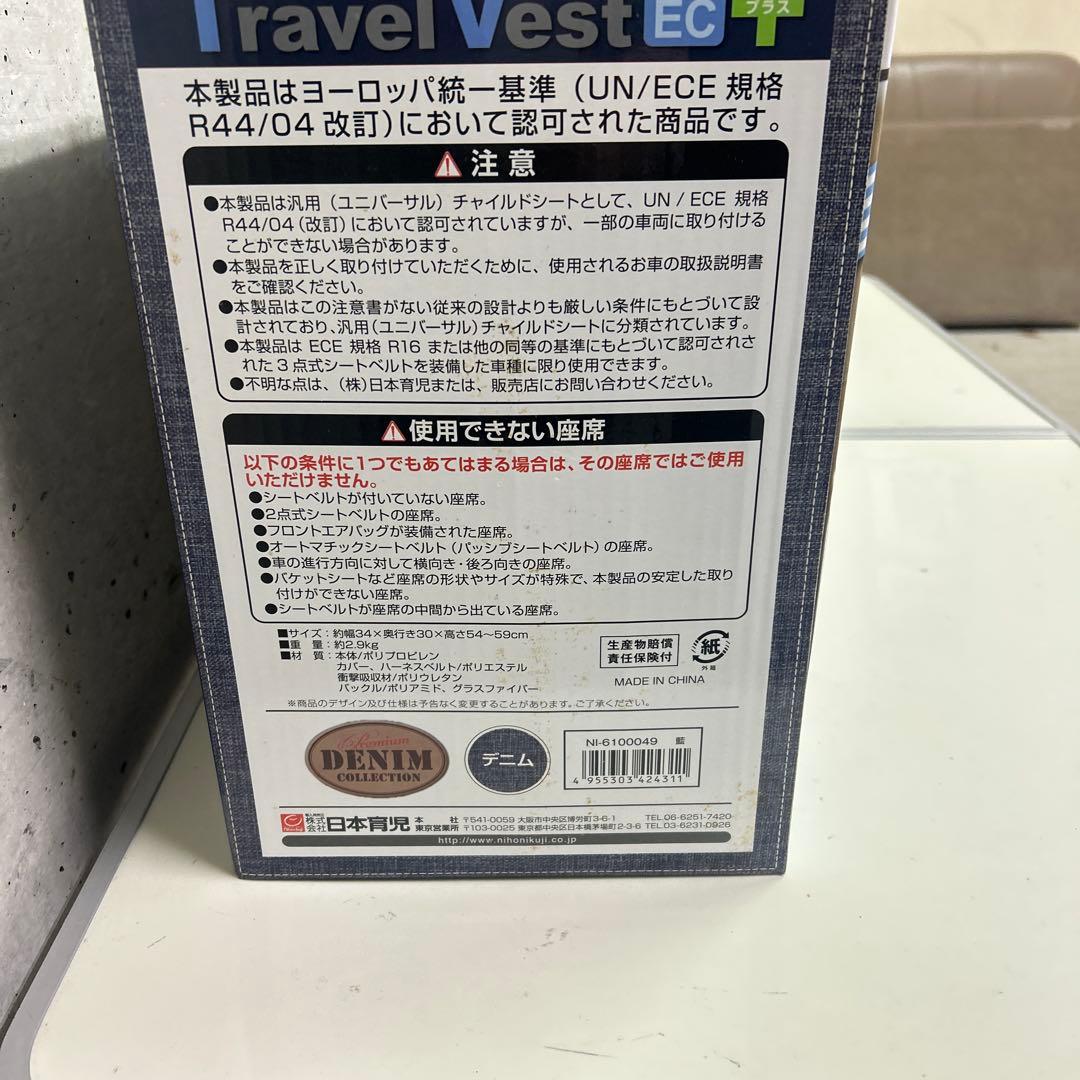 Travel Vest EC プラス
本製品はヨーロッパ統一基準（UN/ECE 規格
R44/04 改訂）において認可された商品です。
注意
●本製品は汎用（ユニバーサル）チャイルドシートとして、UN / ECE 規格
R44/04（改訂）において認可されていますが、一部の車両に取り付ける
ことができない場合があります。
●本製品を正しく取り付けていただくために、使用されるお車の取扱説明書
をご確認ください。
●本製品はこの注意書がない従来の設計よりも厳しい条件にもとづいて設
計されており、汎用（ユニバーサル）チャイルドシートに分類されています。
●本製品は ECE 規格 R16 または他の同等の基準にもとづいて認可されさ
れた 3 点式シートベルトを装備した車種に限り使用できます。
●不明な点は、（株）日本育児または、販売店にお問い合わせください。
使用できない座席
以下の条件に1つでもあてはまる場合は、その座席ではご使用
いただけません。
●シートベルトが付いていない座席。
●2点式シートベルトの座席。
●フロントエアバッグが装備された座席。
●オートマチックシートベルト（パッシブシートベルト）の座席。
●車の進行方向に対して横向き・後ろ向きの座席。
●バケットシートなど座席の形状やサイズが特殊で、本製品の安定した取り
付けができない座席。
●シートベルトが座席の中間から出ている座席。
■サイズ：約幅34×奥行き30×高さ54〜59cm
■重 量：約2.9kg
■材 質：本体/ポリプロピレン
カバー、ハーネスベルト/ポリエステル
衝撃吸収材/ポリウレタン
バックル/ポリアミド、グラスファイバー
生産物賠償
責任保険付
紙
外箱
MADE IN CHINA
※商品のデザイン及び仕様は予告なく変更することがあります。ご了承ください。
Premium
DENIM
COLLECTION
デニム
NI-6100049 藍
4 955303 424311
株式会社 日本育児
本 社 〒541-0059 大阪市中央区博労町3-6-1 TEL.06-6251-7420
東京営業所 〒103-0025 東京都中央区日本橋茅場町2-3-6 TEL.03-6231-0926
http://www.nihonikuji.co.jp